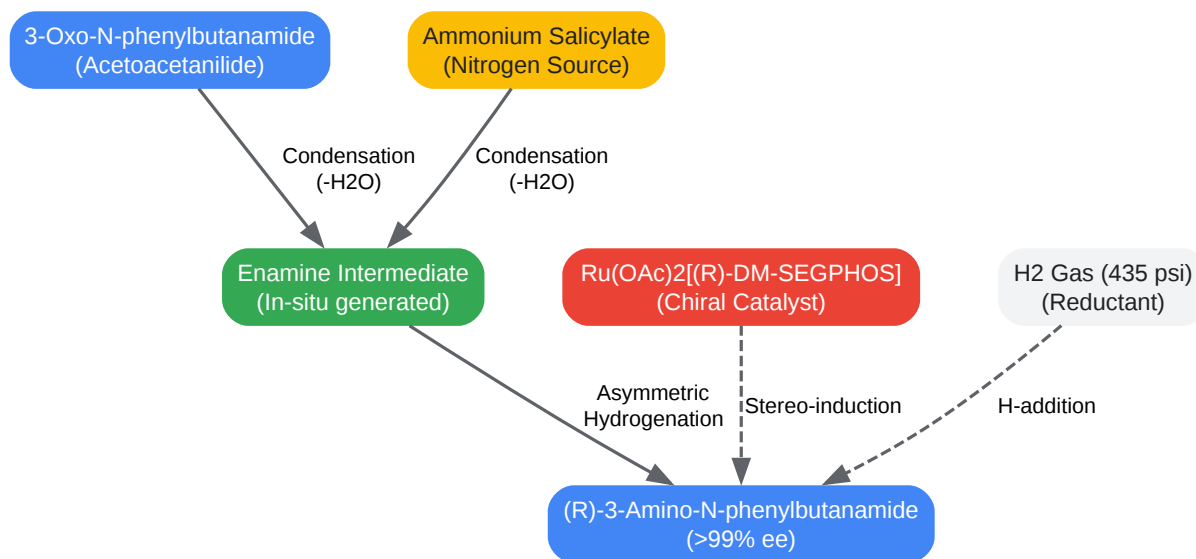 3-Oxo-N-phenylbutanamide
(Acetoacetanilide)
Ammonium Salicylate
(Nitrogen Source)
Condensation
(-H2O)
Condensation
(-H2O)
Enamine Intermediate
(In-situ generated)
Ru(OAc)2[(R)-DM-SEGPHOS]
(Chiral Catalyst)
H2 Gas (435 psi)
(Reductant)
Asymmetric
Hydrogenation
Stereo-induction
H-addition
(R)-3-Amino-N-phenylbutanamide
(>99% ee)